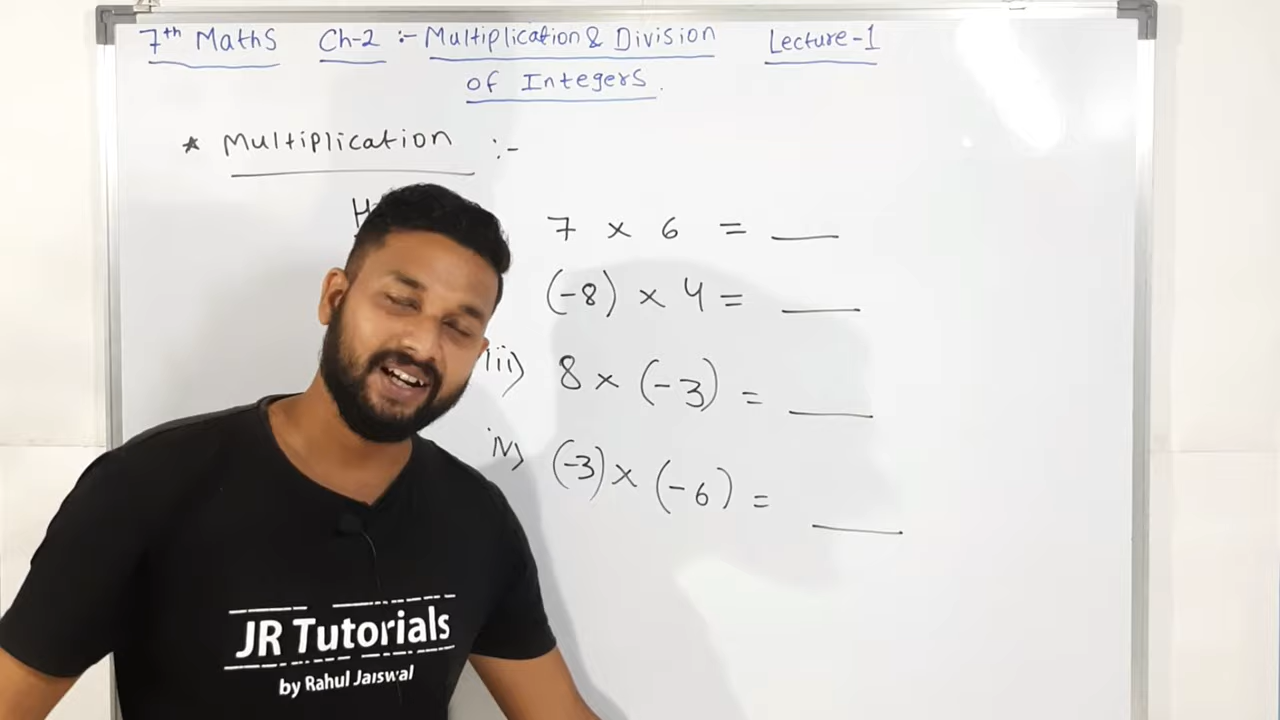 7th Maths Ch-2 :- Multiplication & Division Lecture-1
of Integers.
* Multiplication :-
7 × 6 = ___
(-8) × 4 = ___
iii) 8 × (-3) = ___
iv) (-3) × (-6) = ___
JR Tutorials
by Rahul Jaiswal